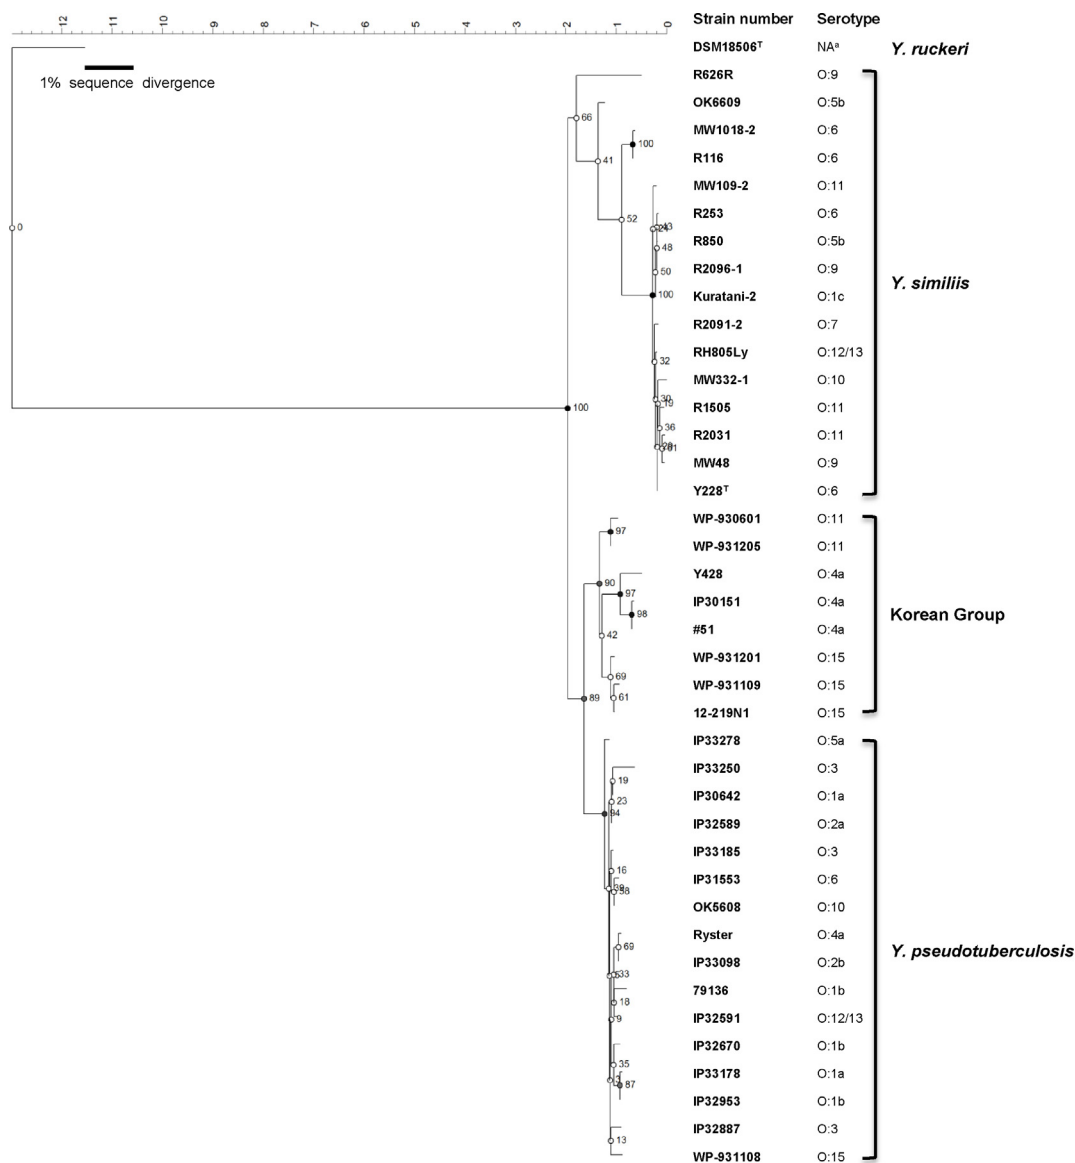 12 11 10 9 8 7 6 5 4 3 2 1 0
Strain number Serotype
DSM18506ᵀ NAᵃ Y. ruckeri
1% sequence divergence
R626R O:9
OK6609 O:5b
66
MW1018-2 O:6
100
R116 O:6
41
MW109-2 O:11
R253 O:6
52
43
0
R850 O:5b
48
R2096-1 O:9
50
Y. similiis
Kuratani-2 O:1c
100
R2091-2 O:7
RH805Ly O:12/13
32
MW332-1 O:10
30
19
R1505 O:11
100
36
R2031 O:11
MW48 O:9
Y228ᵀ O:6
WP-930601 O:11
97
WP-931205 O:11
Y428 O:4a
90
97
IP30151 O:4a
98
Korean Group
#51 O:4a
42
WP-931201 O:15
69
WP-931109 O:15
89
61
12-219N1 O:15
IP33278 O:5a
IP33250 O:3
19
IP30642 O:1a
23
94
IP32589 O:2a
IP33185 O:3
16
IP31553 O:6
58
OK5608 O:10
Ryster O:4a
69
Y. pseudotuberculosis
IP33098 O:2b
33
79136 O:1b
18
IP32591 O:12/13
9
IP32670 O:1b
35
IP33178 O:1a
87
IP32953 O:1b
IP32887 O:3
13
WP-931108 O:15